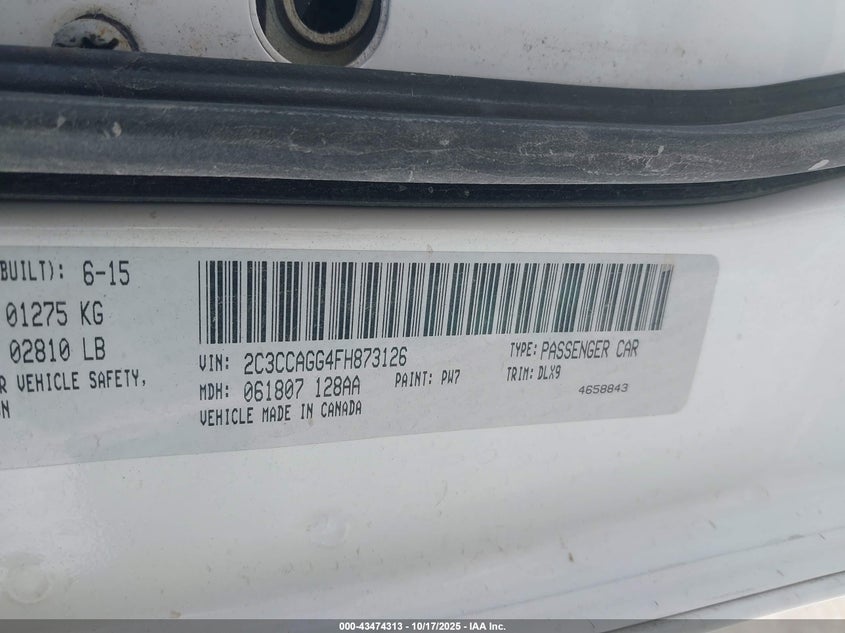 BUILT): 6-15
01275 KG
02810 LB
R VEHICLE SAFETY,
N
VIN: 2C3CCAGG4FH873126
TYPE: PASSENGER CAR
MDH: 061807 128AA
PAINT: PW7
TRIM: DLX9
VEHICLE MADE IN CANADA
4658843
000-43474313 | 10/17/2025 | IAA Inc.